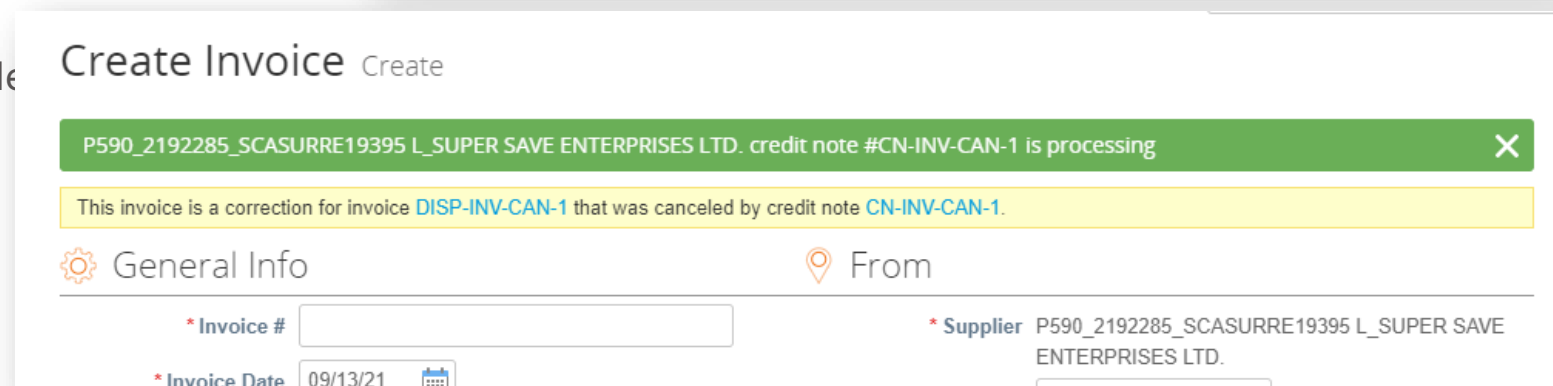 Create Invoice Create
P590_2192285_SCASURRE19395 L_SUPER SAVE ENTERPRISES LTD. credit note #CN-INV-CAN-1 is processing
This invoice is a correction for invoice DISP-INV-CAN-1 that was canceled by credit note CN-INV-CAN-1.
General Info
From
* Invoice #
* Supplier P590_2192285_SCASURRE19395 L_SUPER SAVE
ENTERPRISES LTD.
* Invoice Date 09/13/21